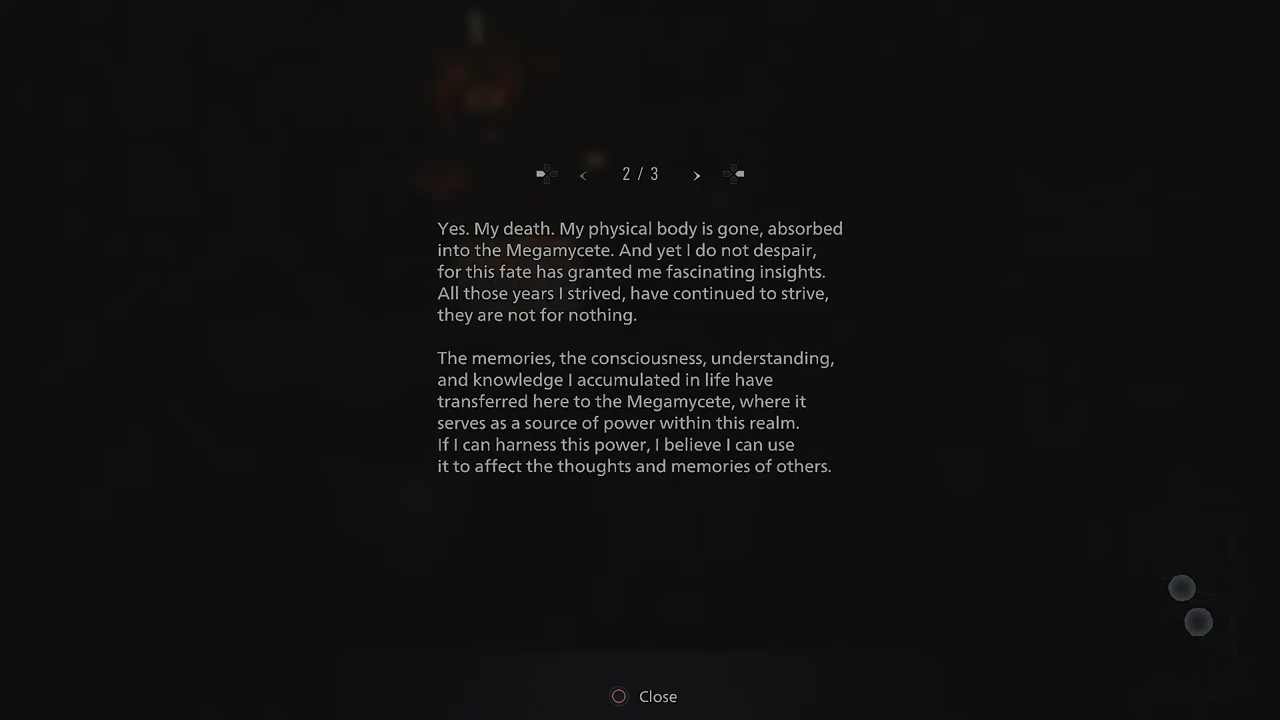 2 / 3
Yes. My death. My physical body is gone, absorbed
into the Megamycete. And yet I do not despair,
for this fate has granted me fascinating insights.
All those years I strived, have continued to strive,
they are not for nothing.
The memories, the consciousness, understanding,
and knowledge I accumulated in life have
transferred here to the Megamycete, where it
serves as a source of power within this realm.
If I can harness this power, I believe I can use
it to affect the thoughts and memories of others.
Close